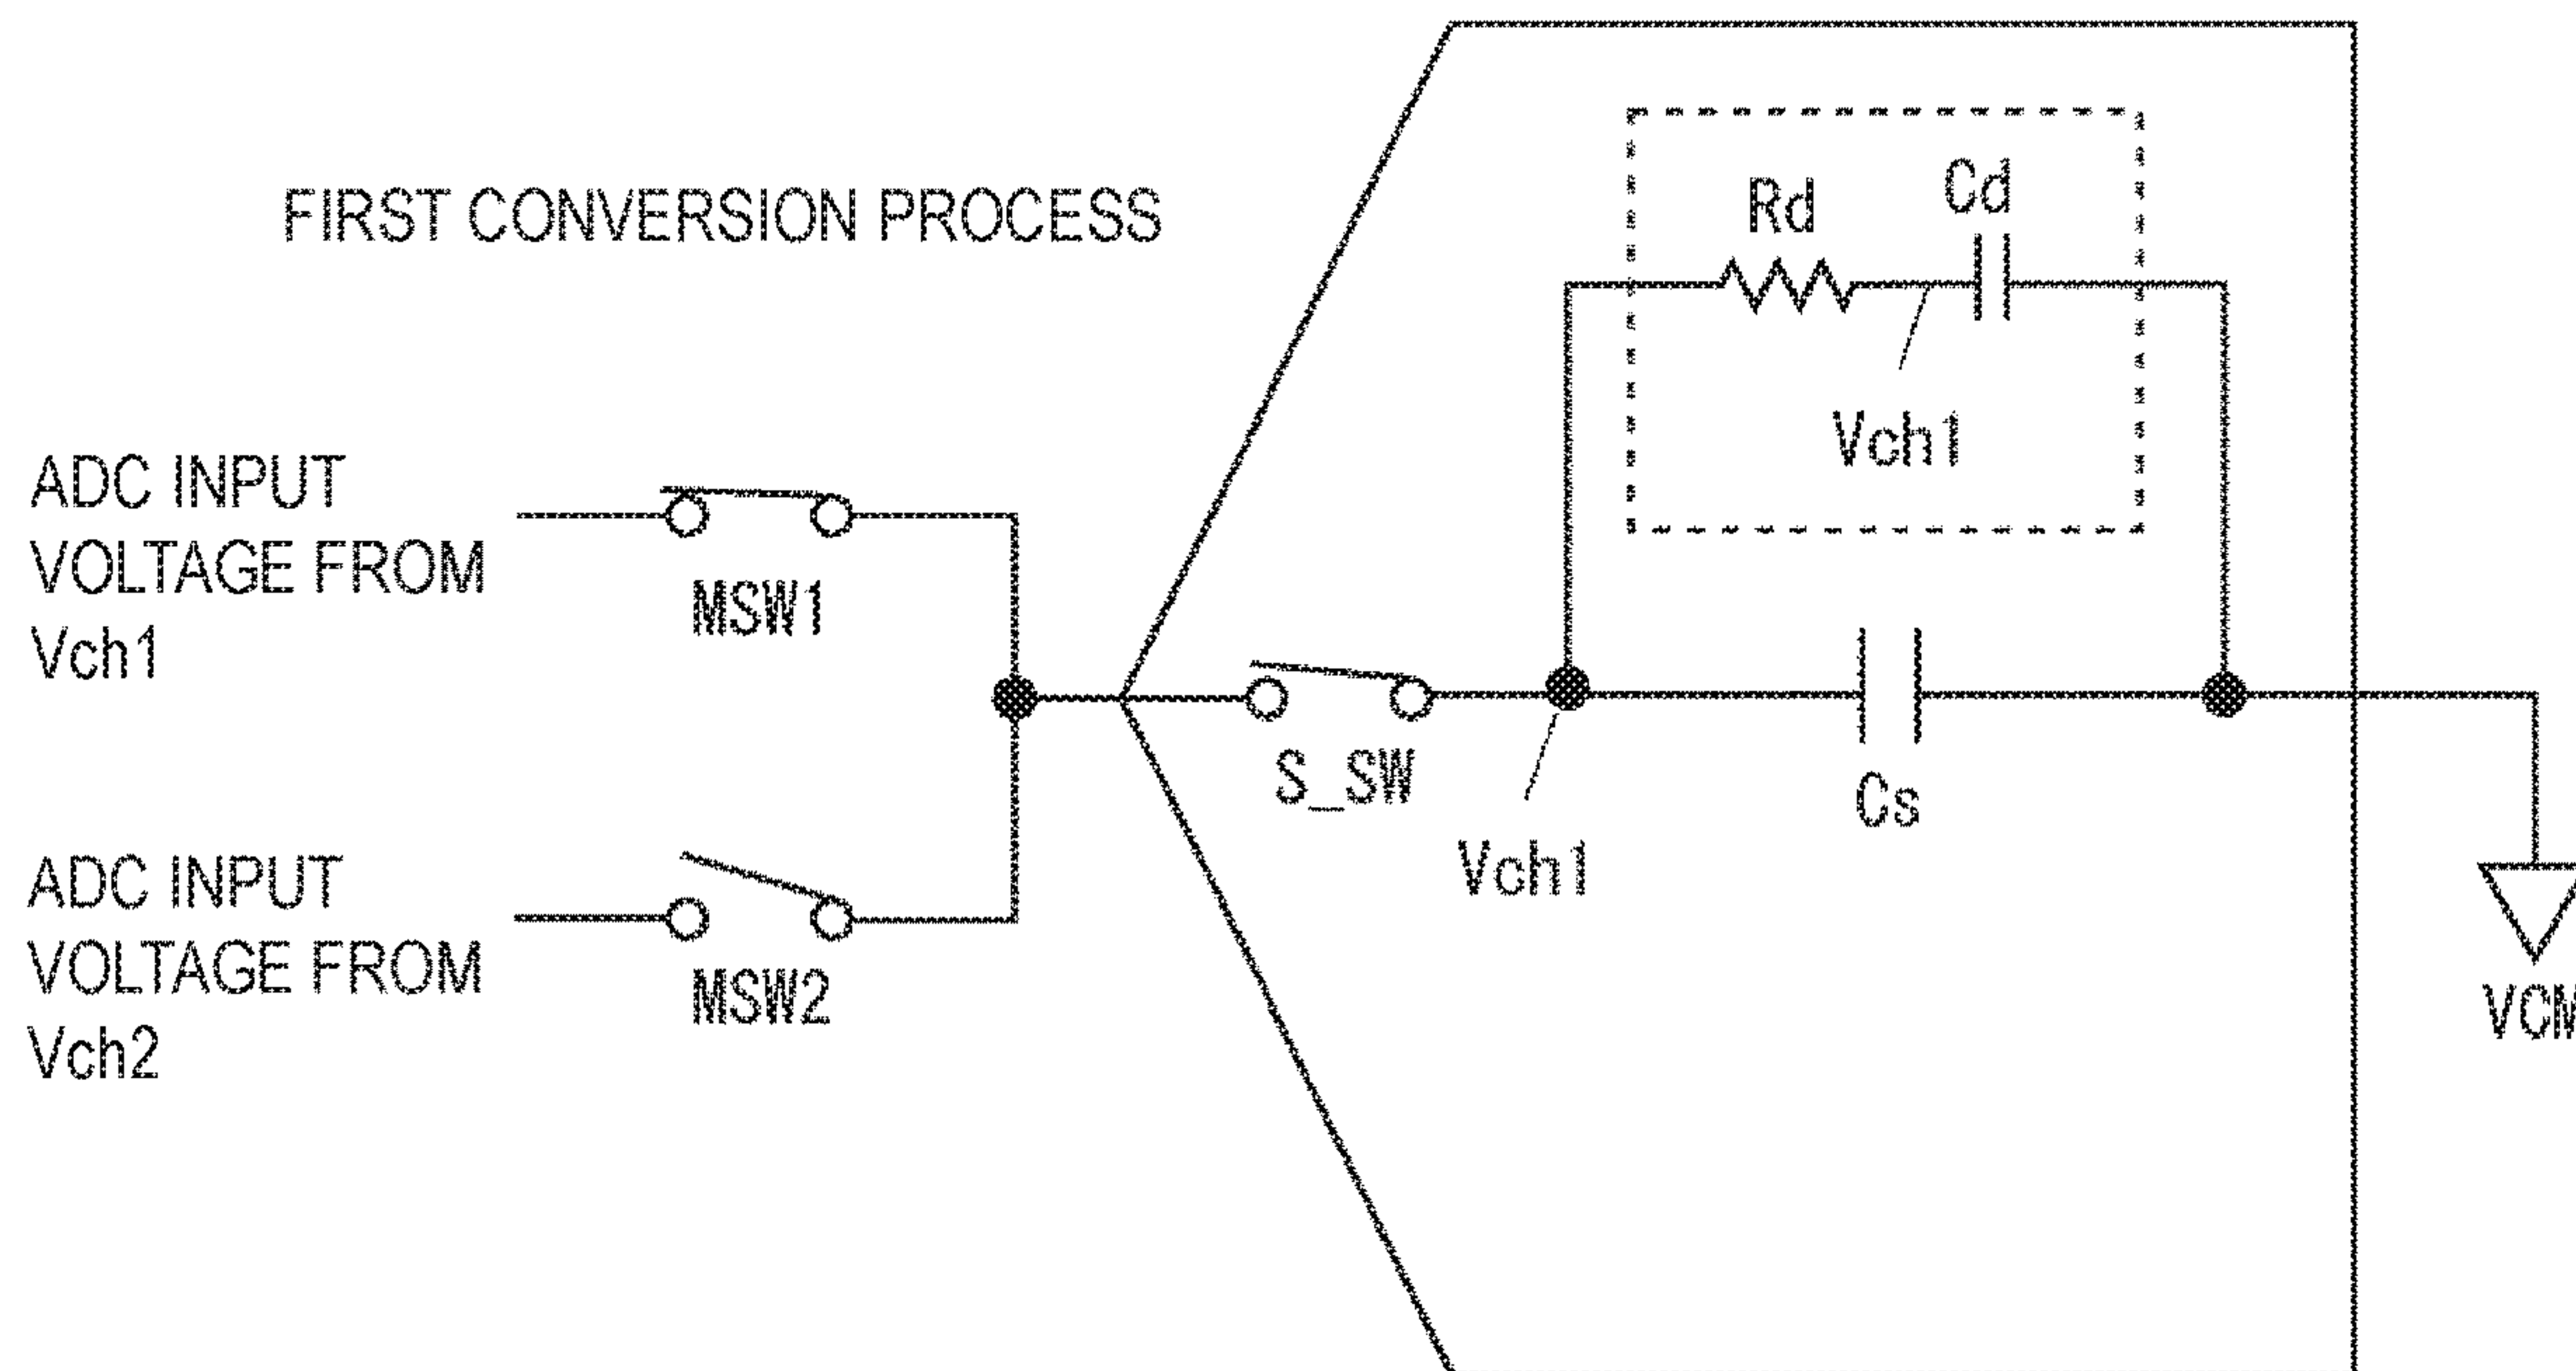 FIRST CONVERSION PROCESS
Rd
Cd
Vch1
ADC INPUT
VOLTAGE FROM
Vch1
MSW1
S_SW
Vch1
Cs
ADC INPUT
VOLTAGE FROM
Vch2
MSW2
VCM